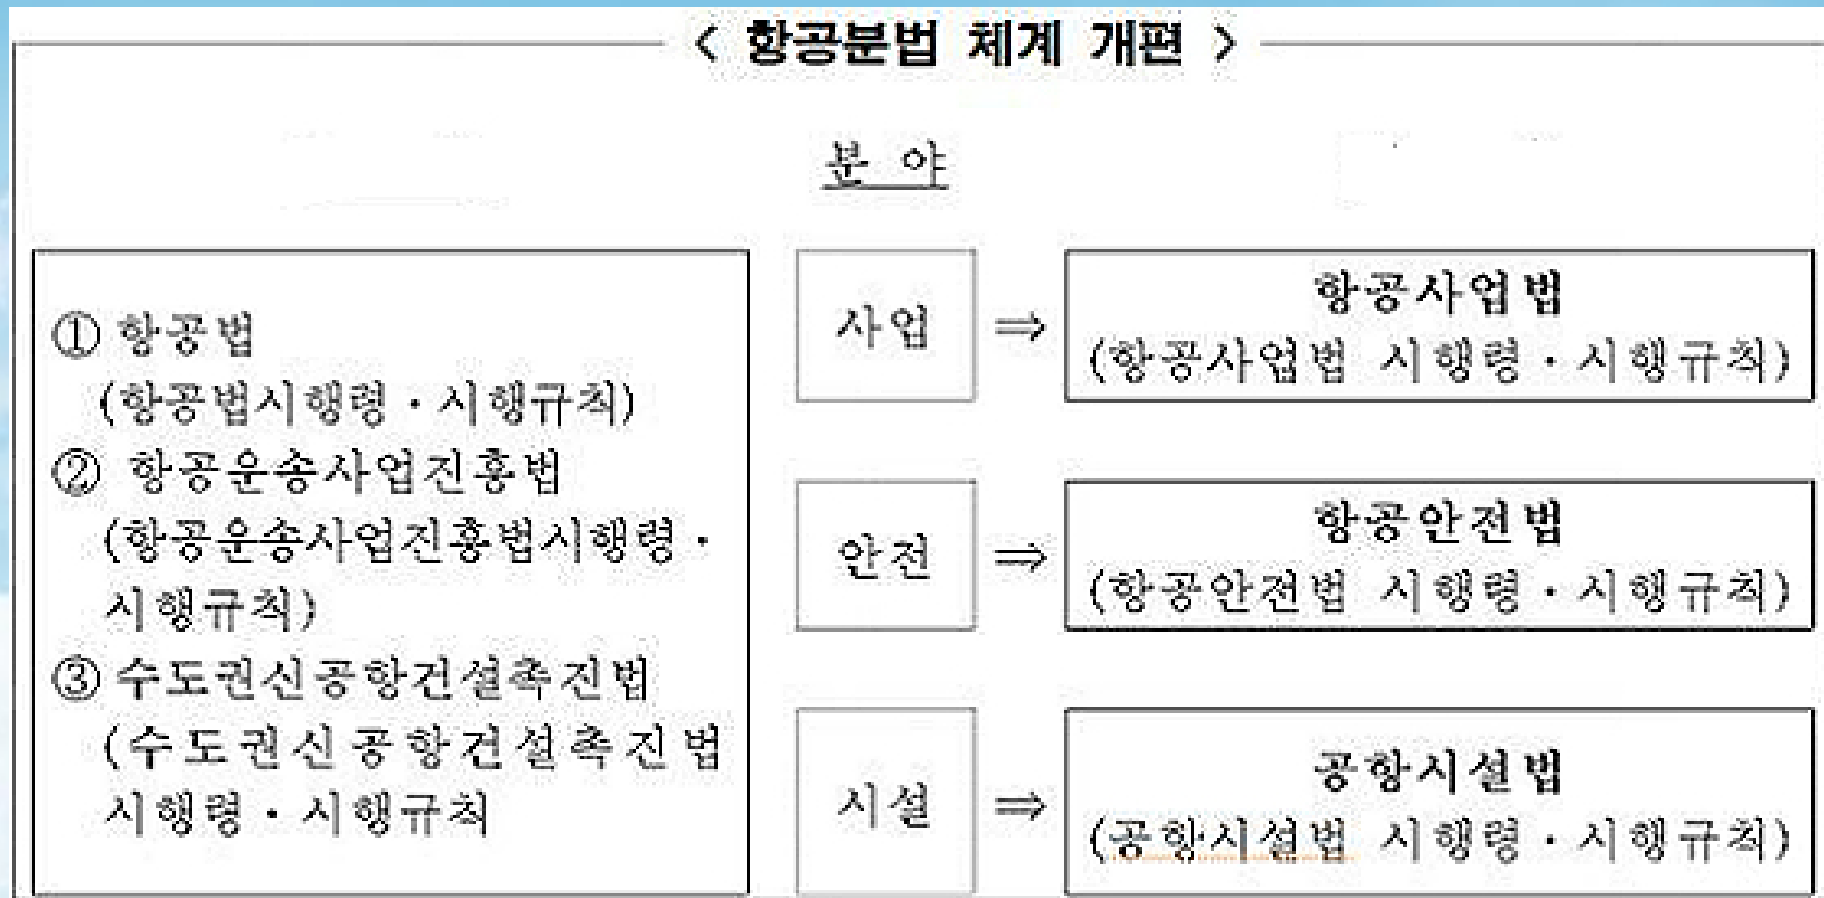 < 항공분법 체계 개편 >
분 야
① 항공법
(항공법시행령·시행규칙)
② 항공운송사업진흥법
(항공운송사업진흥법시행령·
시행규칙)
③ 수도권신공항건설촉진법
(수도권신공항건설촉진법
시행령·시행규칙
사업
⇒
항공사업법
(항공사업법 시행령·시행규칙)
안전
⇒
항공안전법
(항공안전법 시행령·시행규칙)
시설
⇒
공항시설법
(공항시설법 시행령·시행규칙)